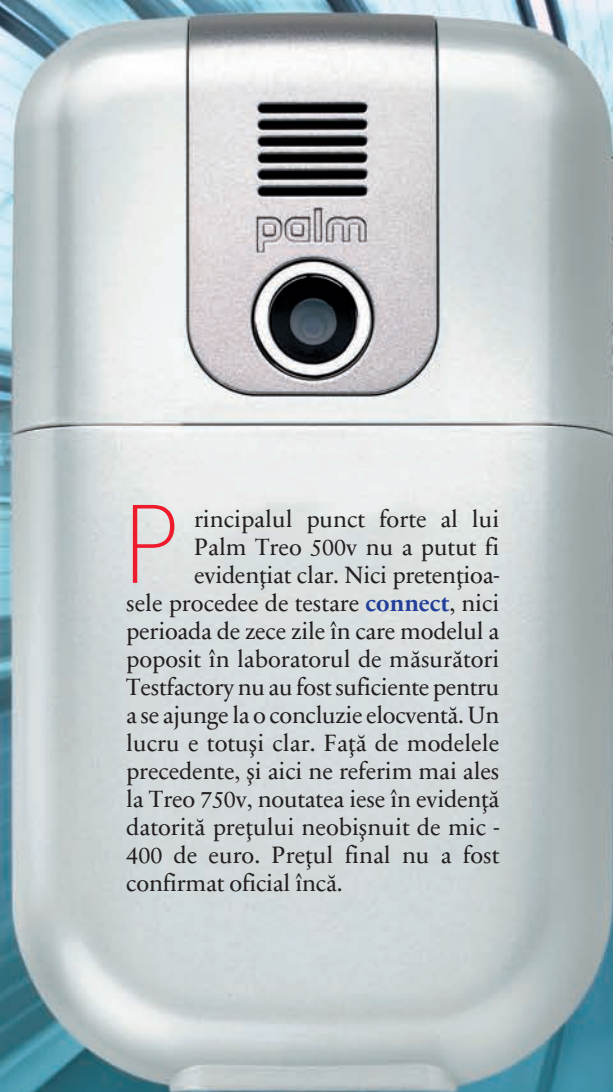 palm
Principalul punct forte al lui
Palm Treo 500v nu a putut fi
evidenţiat clar. Nici pretenţioa-
sele procedee de testare connect, nici
perioada de zece zile în care modelul a
poposit în laboratorul de măsurători
Testfactory nu au fost suficiente pentru
a se ajunge la o concluzie elocventă. Un
lucru e totuşi clar. Faţă de modelele
precedente, şi aici ne referim mai ales
la Treo 750v, noutatea iese în evidenţă
datorită preţului neobişnuit de mic -
400 de euro. Preţul final nu a fost
confirmat oficial încă.